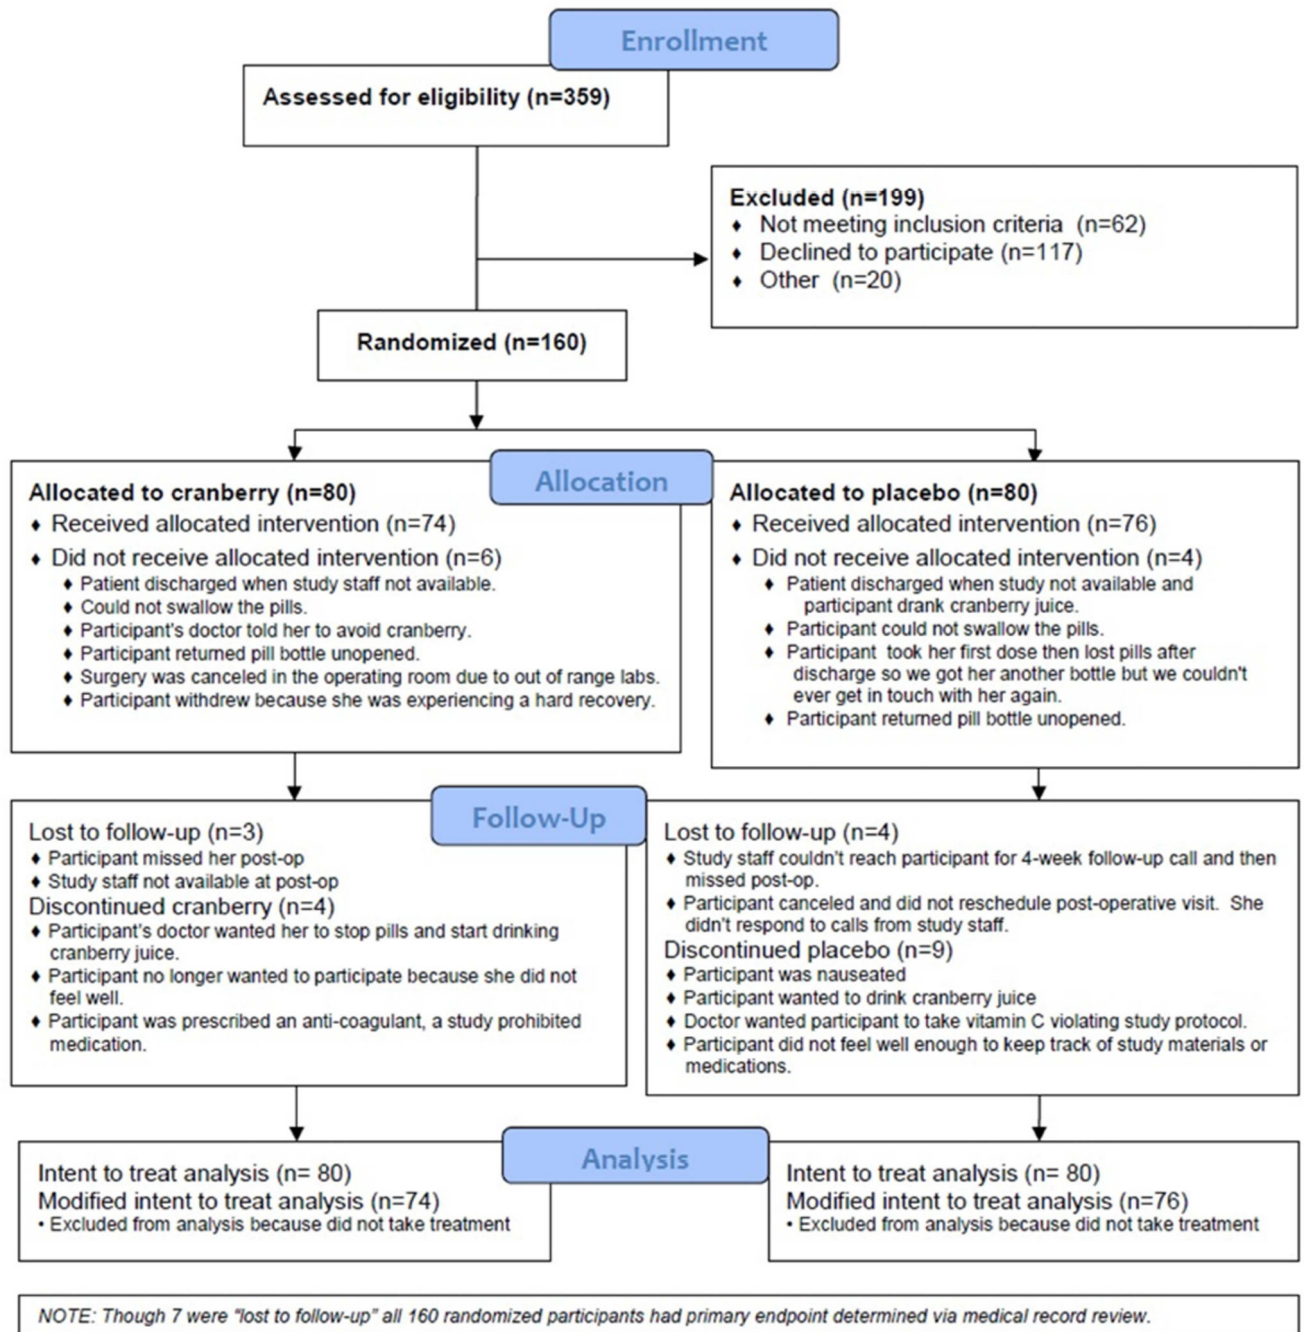 Enrollment
Assessed for eligibility (n=359)
Excluded (n=199)
♦ Not meeting inclusion criteria (n=62)
♦ Declined to participate (n=117)
♦ Other (n=20)
Randomized (n=160)
Allocation
Allocated to cranberry (n=80)
♦ Received allocated intervention (n=74)
♦ Did not receive allocated intervention (n=6)
♦ Patient discharged when study staff not available.
♦ Could not swallow the pills.
♦ Participant's doctor told her to avoid cranberry.
♦ Participant returned pill bottle unopened.
♦ Surgery was canceled in the operating room due to out of range labs.
♦ Participant withdrew because she was experiencing a hard recovery.
Allocated to placebo (n=80)
♦ Received allocated intervention (n=76)
♦ Did not receive allocated intervention (n=4)
♦ Patient discharged when study not available and
participant drank cranberry juice.
♦ Participant could not swallow the pills.
♦ Participant took her first dose then lost pills after
discharge so we got her another bottle but we couldn't
ever get in touch with her again.
♦ Participant returned pill bottle unopened.
Follow-Up
Lost to follow-up (n=3)
♦ Participant missed her post-op
♦ Study staff not available at post-op
Discontinued cranberry (n=4)
♦ Participant's doctor wanted her to stop pills and start drinking
cranberry juice.
♦ Participant no longer wanted to participate because she did not
feel well.
♦ Participant was prescribed an anti-coagulant, a study prohibited
medication.
Lost to follow-up (n=4)
♦ Study staff couldn't reach participant for 4-week follow-up call and then
missed post-op.
♦ Participant canceled and did not reschedule post-operative visit. She
didn't respond to calls from study staff.
Discontinued placebo (n=9)
♦ Participant was nauseated
♦ Participant wanted to drink cranberry juice
♦ Doctor wanted participant to take vitamin C violating study protocol.
♦ Participant did not feel well enough to keep track of study materials or
medications.
Analysis
Intent to treat analysis (n= 80)
Modified intent to treat analysis (n=74)
• Excluded from analysis because did not take treatment
Intent to treat analysis (n= 80)
Modified intent to treat analysis (n=76)
• Excluded from analysis because did not take treatment
NOTE: Though 7 were "lost to follow-up" all 160 randomized participants had primary endpoint determined via medical record review.